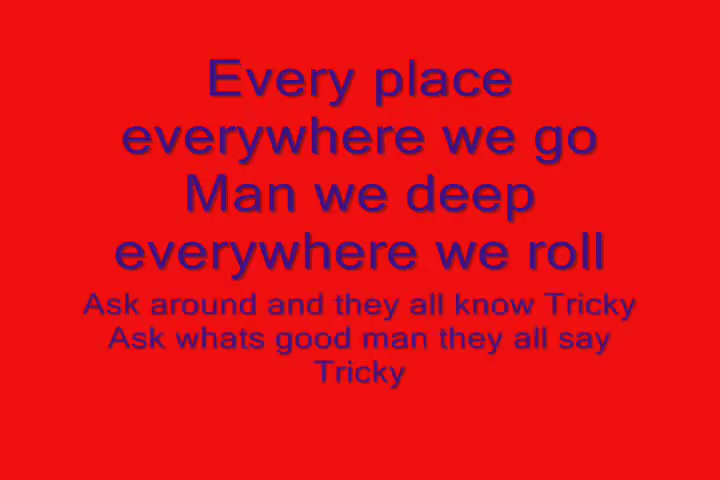 Every place
everywhere we go
Man we deep
everywhere we roll
Ask around and they all know Tricky
Ask whats good man they all say
Tricky